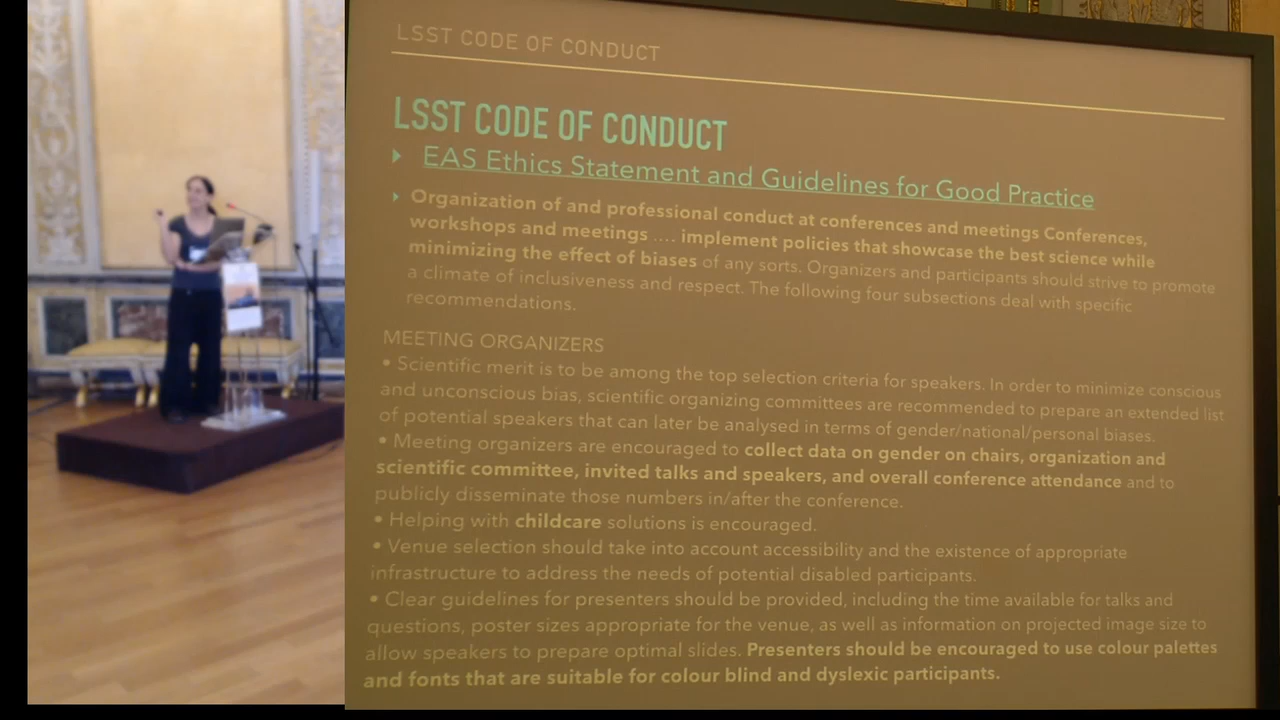 LSST CODE OF CONDUCT
LSST CODE OF CONDUCT
EAS Ethics Statement and Guidelines for Good Practice
Organization of and professional conduct at conferences and meetings Conferences,
workshops and meetings .... implement policies that showcase the best science while
minimizing the effect of biases of any sorts. Organizers and participants should strive to promote
a climate of inclusiveness and respect. The following four subsections deal with specific
recommendations.
MEETING ORGANIZERS
• Scientific merit is to be among the top selection criteria for speakers. In order to minimize conscious
and unconscious bias, scientific organizing committees are recommended to prepare an extended list
of potential speakers that can later be analysed in terms of gender/national/personal biases.
• Meeting organizers are encouraged to collect data on gender on chairs, organization and
scientific committee, invited talks and speakers, and overall conference attendance and to
publicly disseminate those numbers in/after the conference.
• Helping with childcare solutions is encouraged.
• Venue selection should take into account accessibility and the existence of appropriate
infrastructure to address the needs of potential disabled participants.
• Clear guidelines for presenters should be provided, including the time available for talks and
questions, poster sizes appropriate for the venue, as well as information on projected image size to
allow speakers to prepare optimal slides. Presenters should be encouraged to use colour palettes
and fonts that are suitable for colour blind and dyslexic participants.